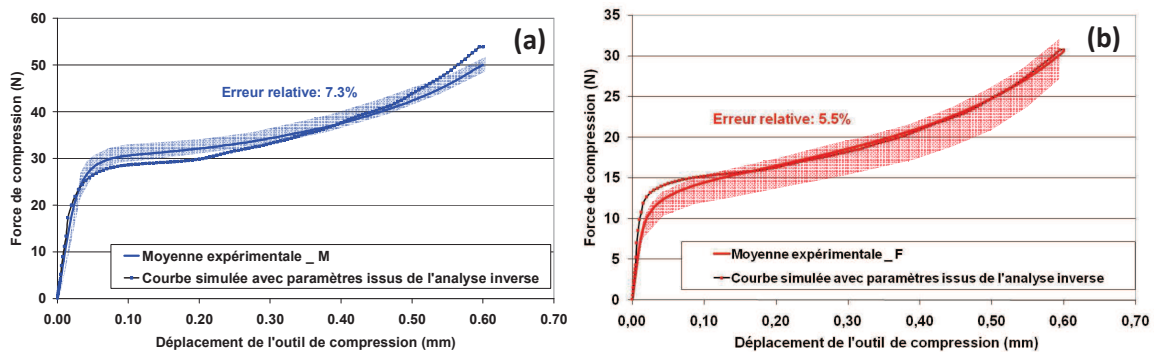 (a)
Force de compression (N)
60
50
40
30
20
10
0
Erreur relative: 7.3%
Moyenne expérimentale _ M
Courbe simulée avec paramètres issus de l'analyse inverse
0.00 0.10 0.20 0.30 0.40 0.50 0.60 0.70
Déplacement de l'outil de compression (mm)
(b)
Force de compression (N)
35
30
25
20
15
10
5
0
Erreur relative: 5.5%
Moyenne expérimentale _ F
Courbe simulée avec paramètres issus de l'analyse inverse
0,00 0,10 0,20 0,30 0,40 0,50 0,60 0,70
Déplacement de l'outil de compression (mm)